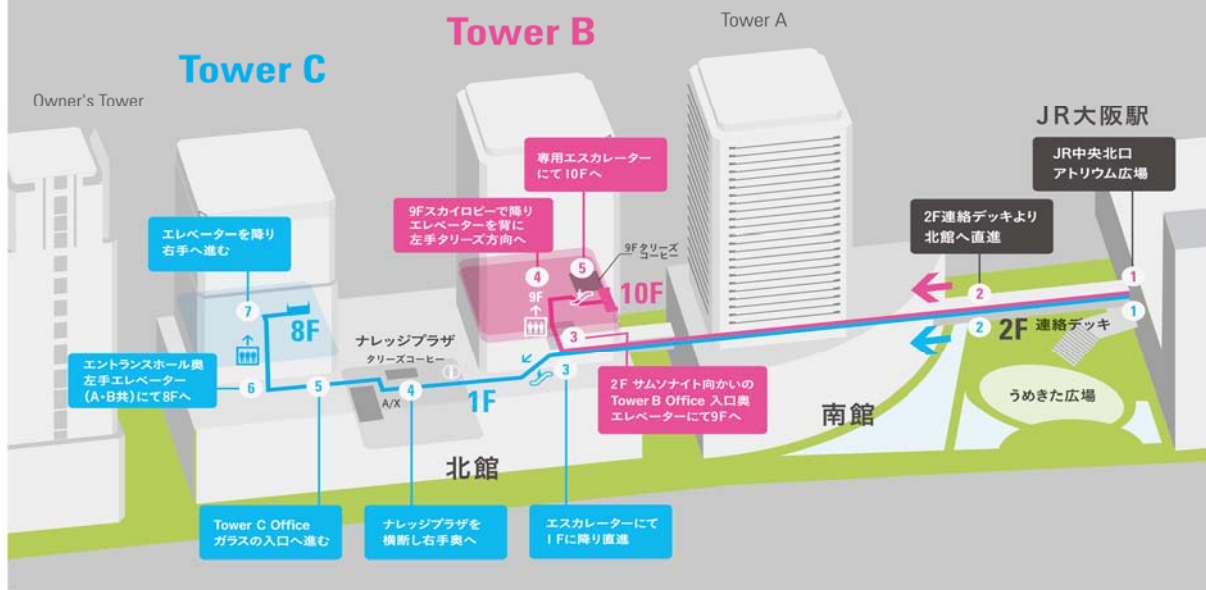 Tower B
Tower A
Tower C
Owner's Tower
JR大阪駅
JR中央北口
アトリウム広場
専用エスカレーター
にて10Fへ
9Fスカイロビーで降り
エレベーターを背に
左手タリーズ方向へ
2F連絡デッキより
北館へ直進
エレベーターを降り
右手へ進む
9Fタリーズ
コーヒー
4
5
9F
10F
1
2
1
2
2F
連絡デッキ
7
8F
ナレッジプラザ
タリーズコーヒー
3
エントランスホール奥
左手エレベーター
(A・B共)にて8Fへ
6
5
4
A/X
i
1F
3
2F サムソナイト向かいの
Tower B Office 入口奥
エレベーターにて9Fへ
うめきた広場
南館
北館
Tower C Office
ガラスの入口へ進む
ナレッジプラザを
横断し右手奥へ
エスカレーターにて
1Fに降り直進